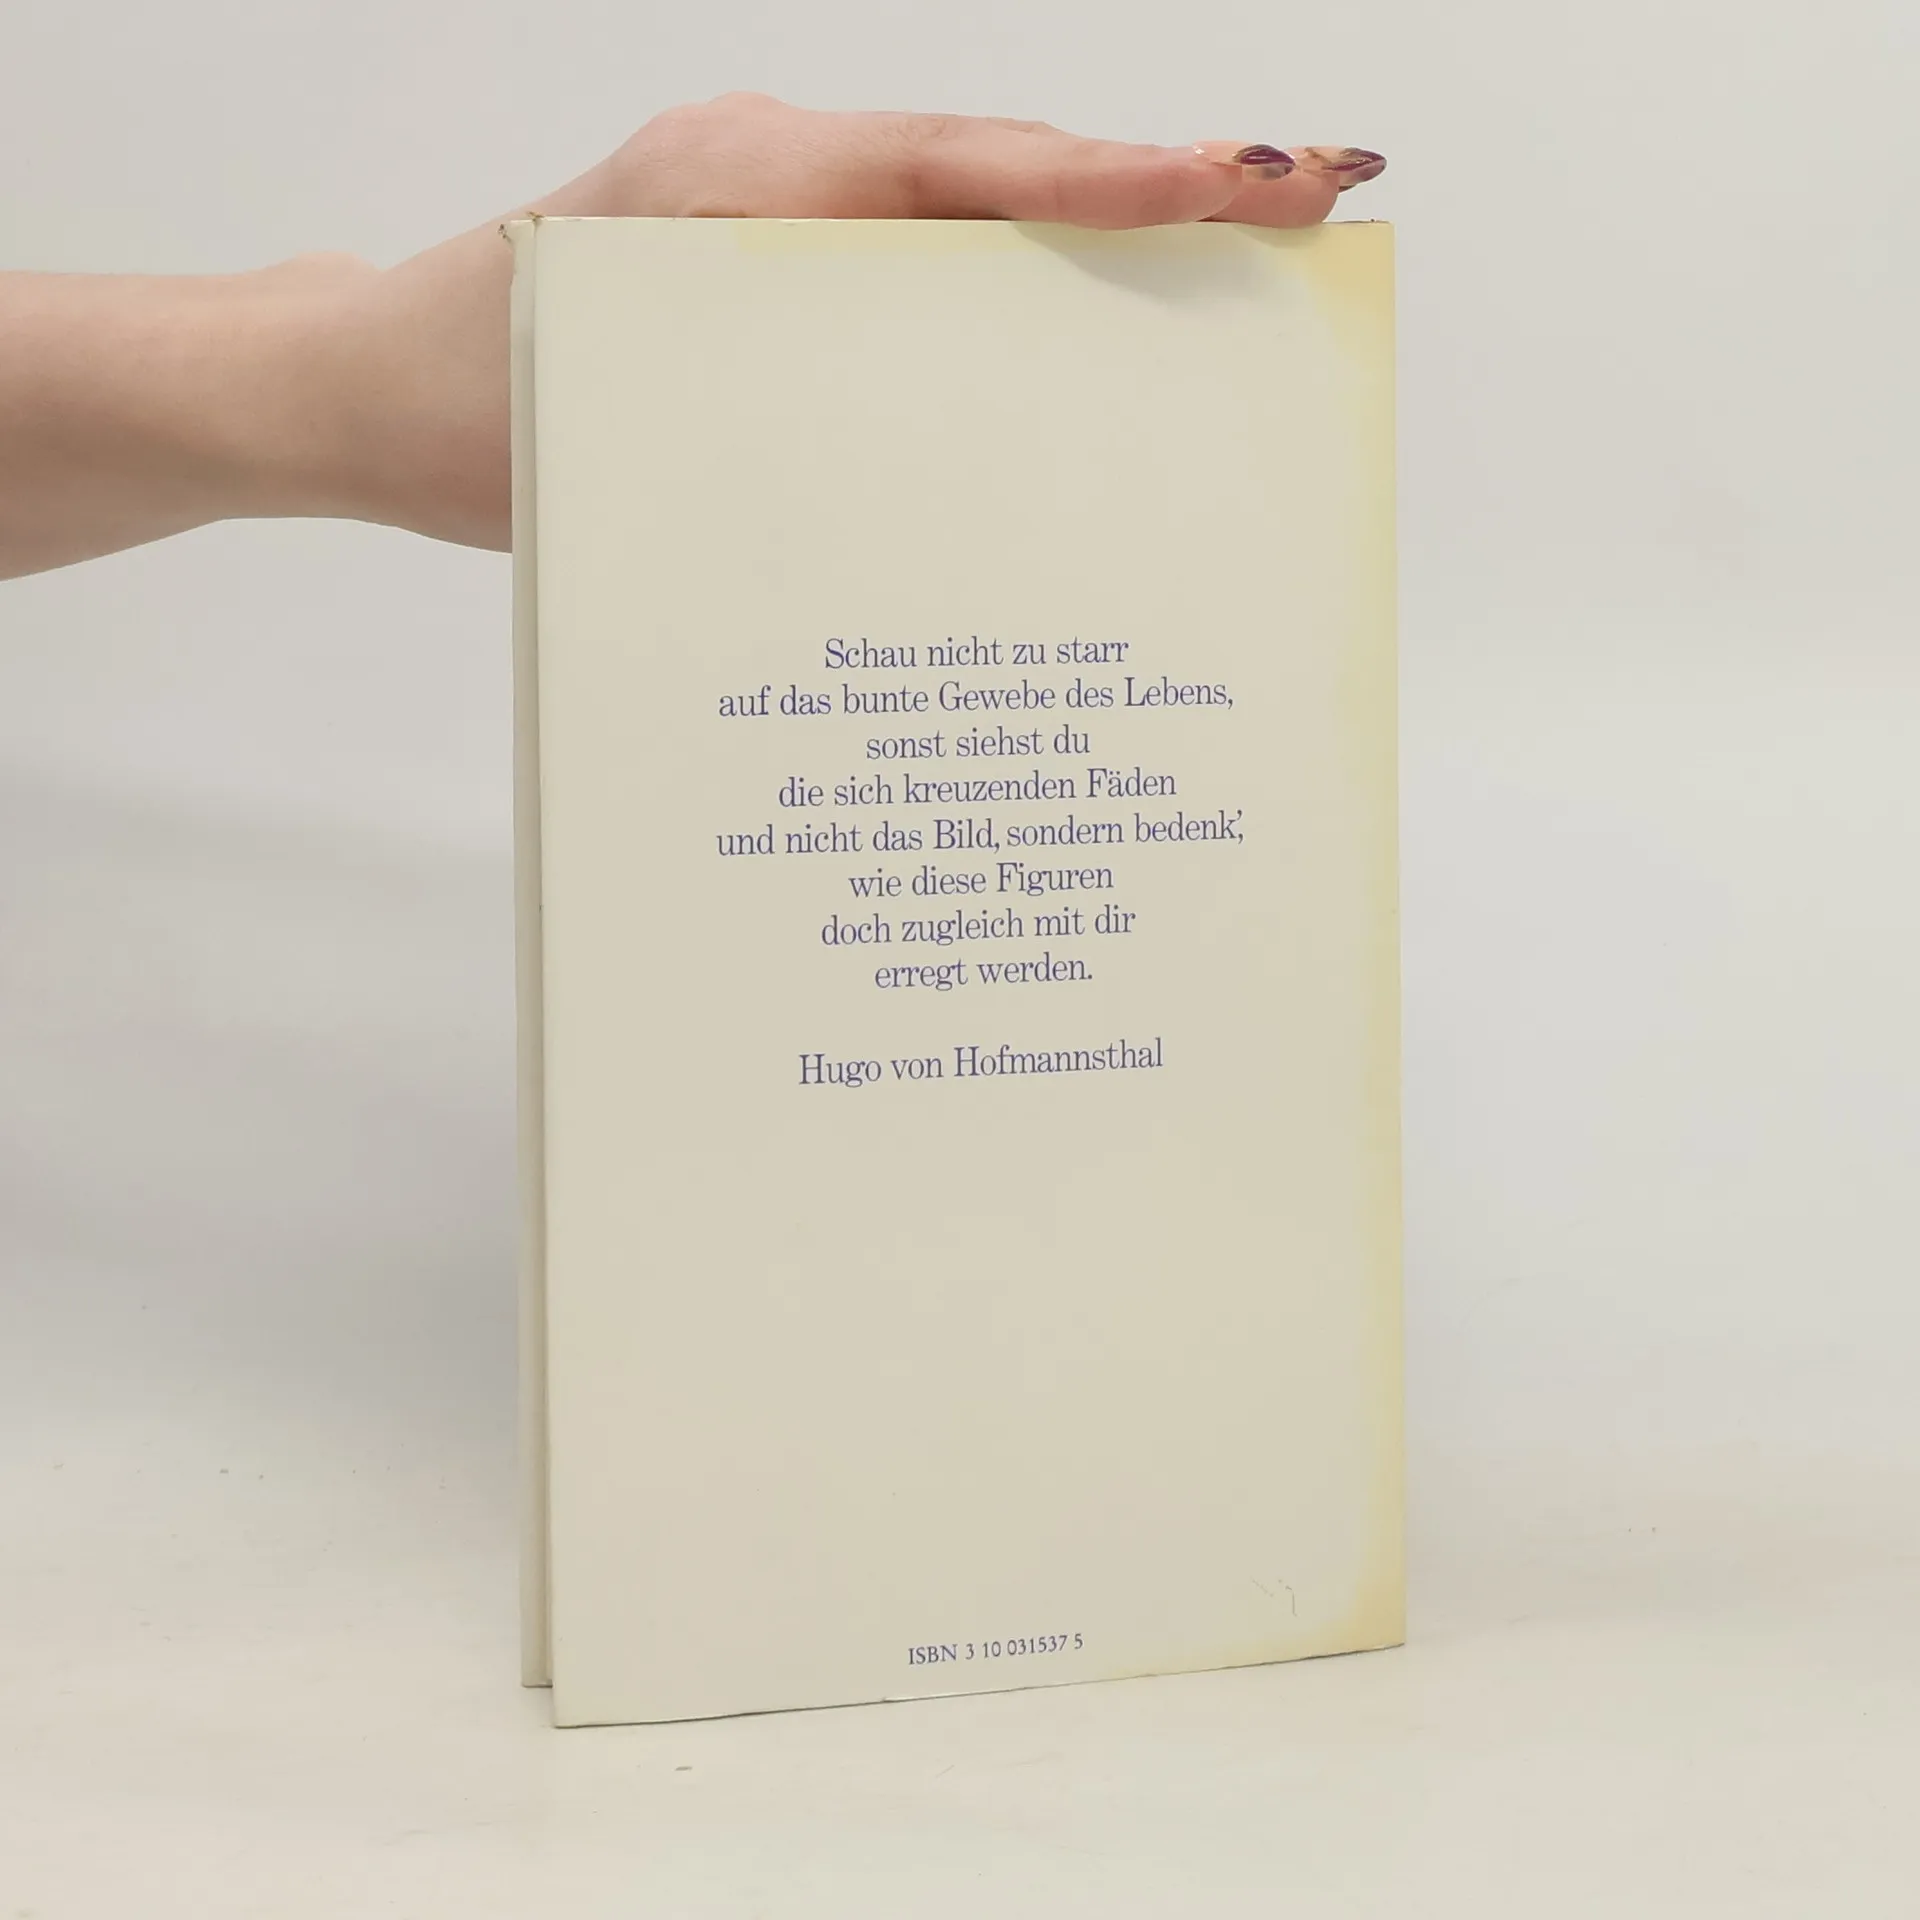 Schau nicht zu starr
auf das bunte Gewebe des Lebens,
sonst siehst du
die sich kreuzenden Fäden
und nicht das Bild, sondern bedenk’,
wie diese Figuren
doch zugleich mit dir
erregt werden.
Hugo von Hofmannsthal
ISBN 3 10 031537 5